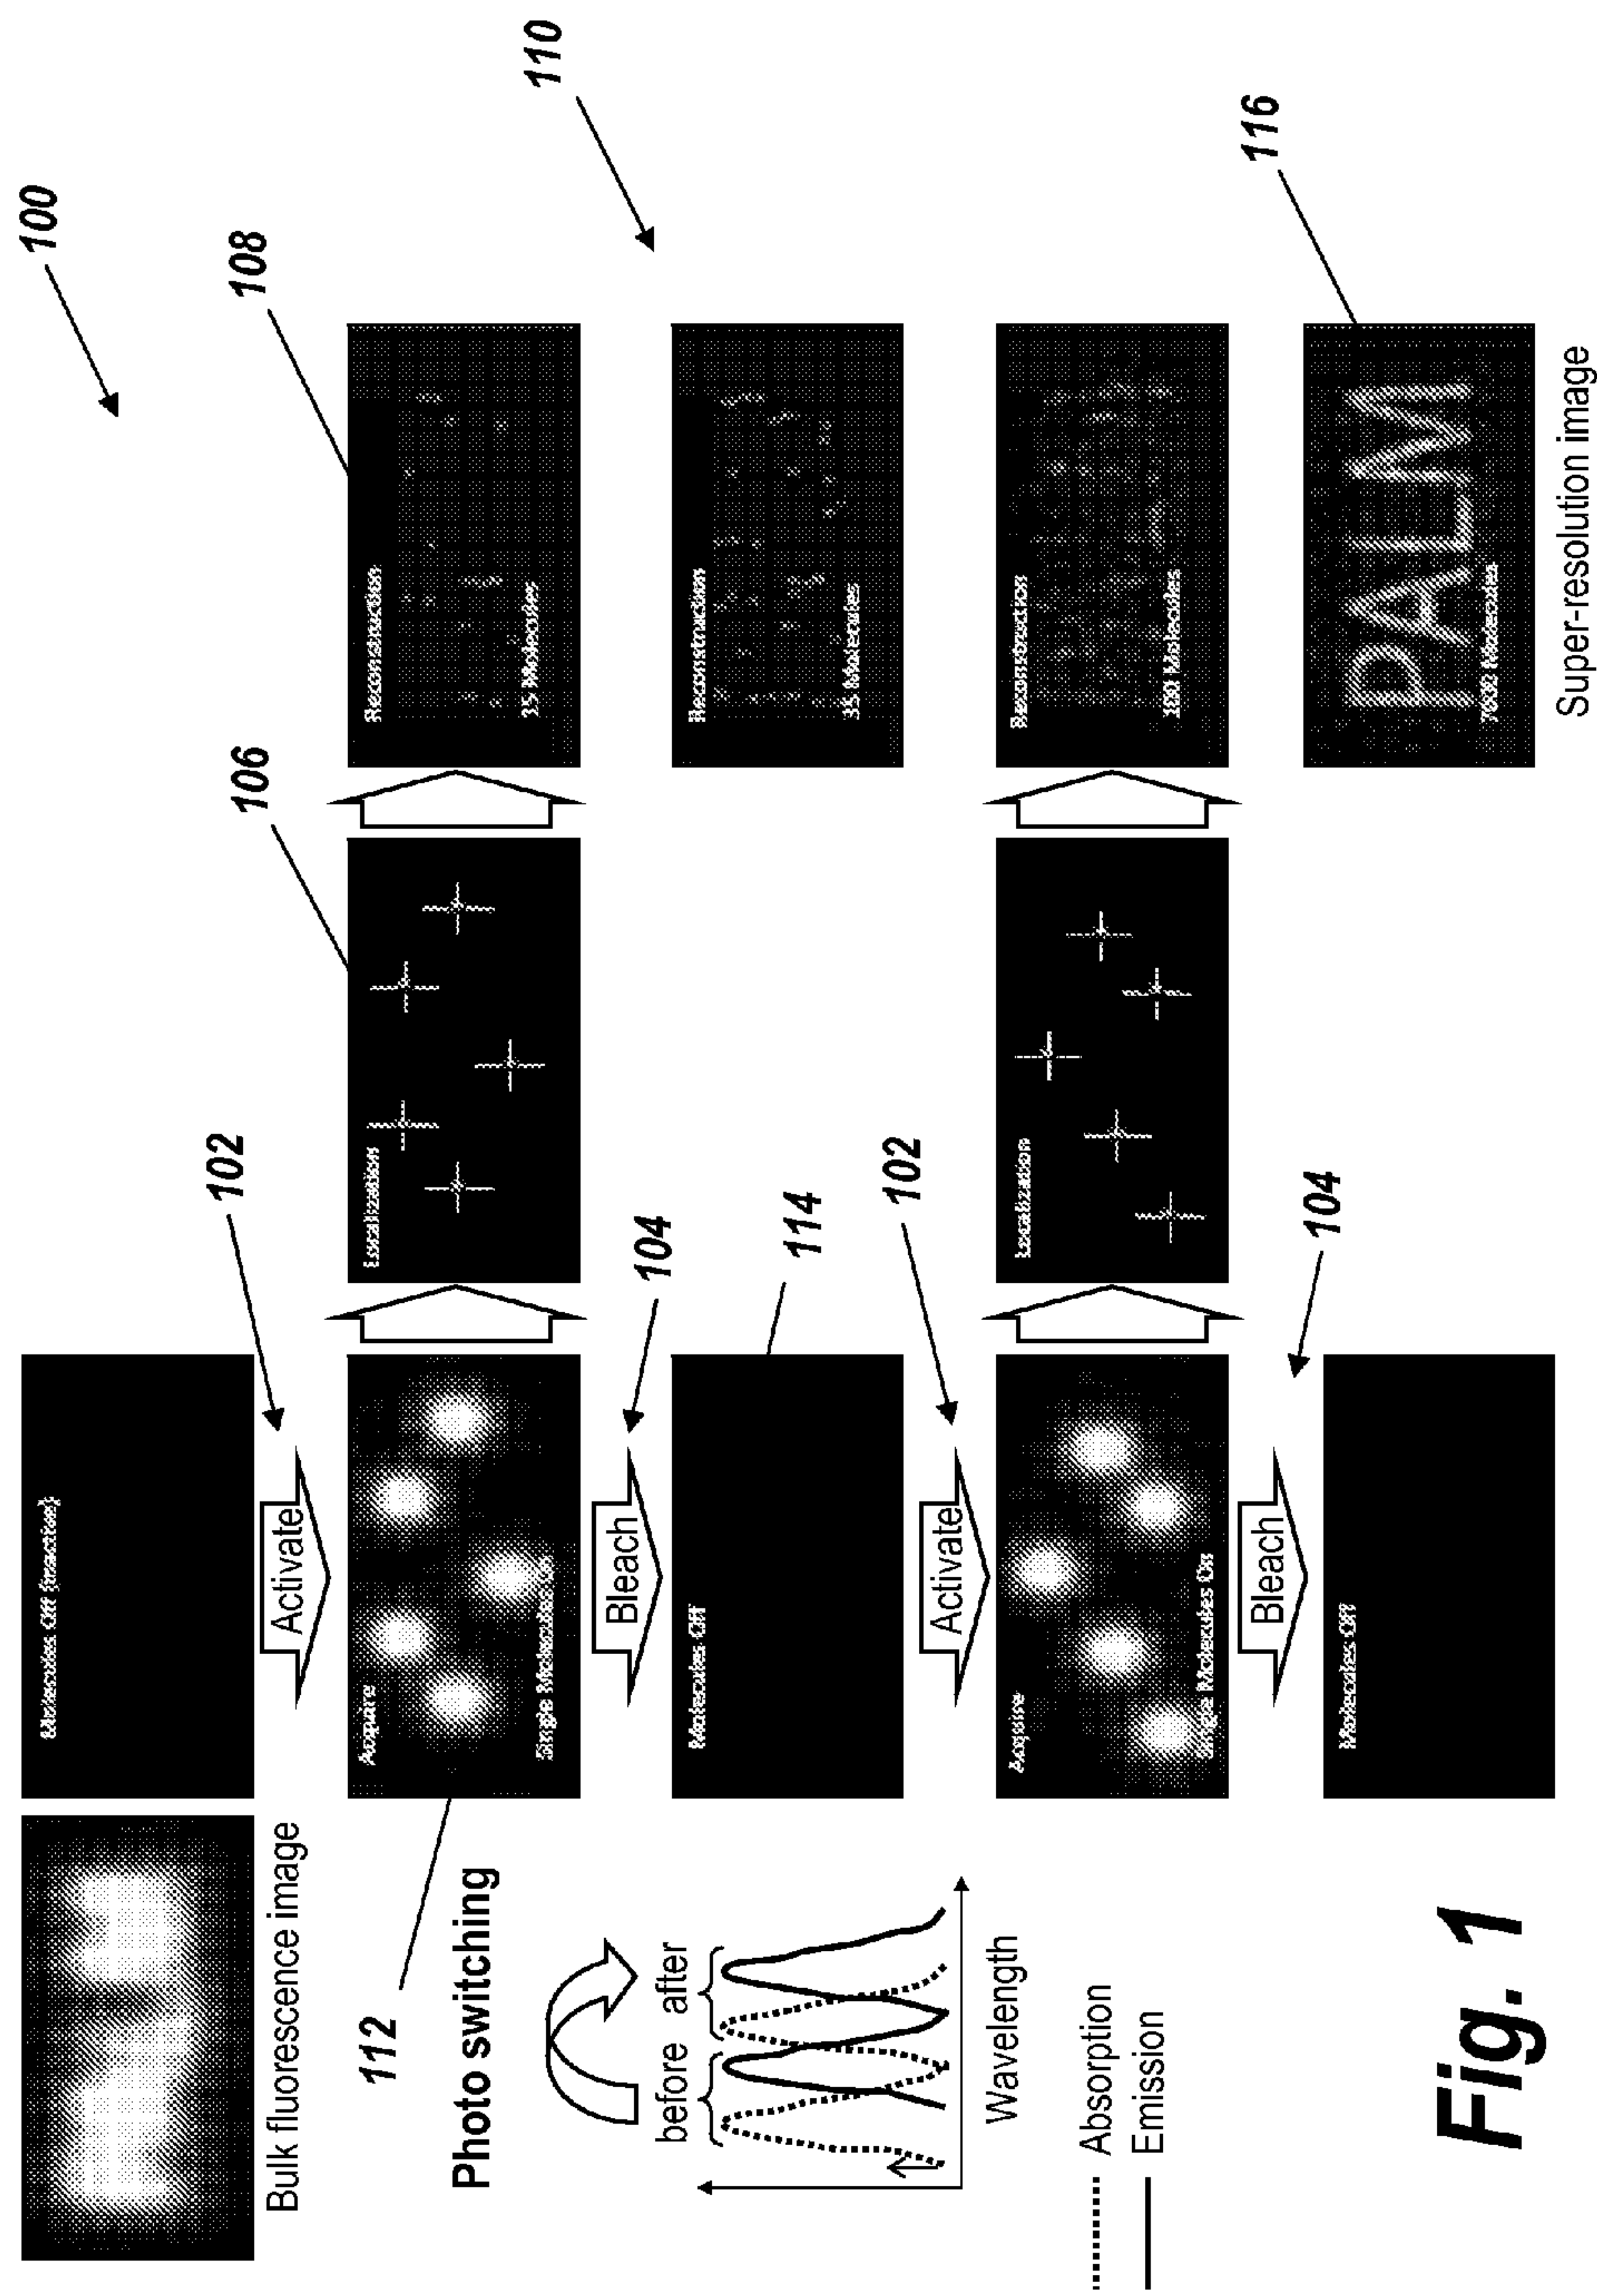 100
110
108
106
102
Bulk fluorescence image
Molecules Off (Inactive)
Activate
Acquire
Single Molecules On
Localization
Reconstruction
15 Molecules
112
Photo switching
before
after
Wavelength
Absorption
Emission
Bleach
104
Molecules Off
114
Reconstruction
35 Molecules
Activate
102
Acquire
Single Molecules On
Localization
Reconstruction
100 Molecules
Bleach
104
Molecules Off
116
PALM
Super-resolution image
Fig. 1